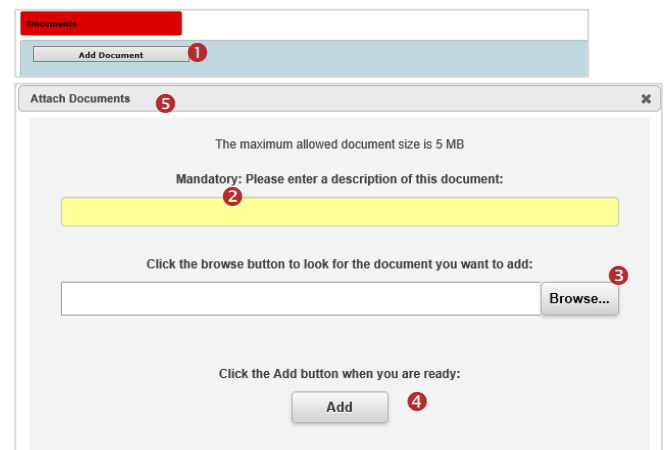 Documents
Add Document 1
Attach Documents 5
The maximum allowed document size is 5 MB
Mandatory: Please enter a description of this document:
2
Click the browse button to look for the document you want to add:
3
Browse...
Click the Add button when you are ready:
Add 4